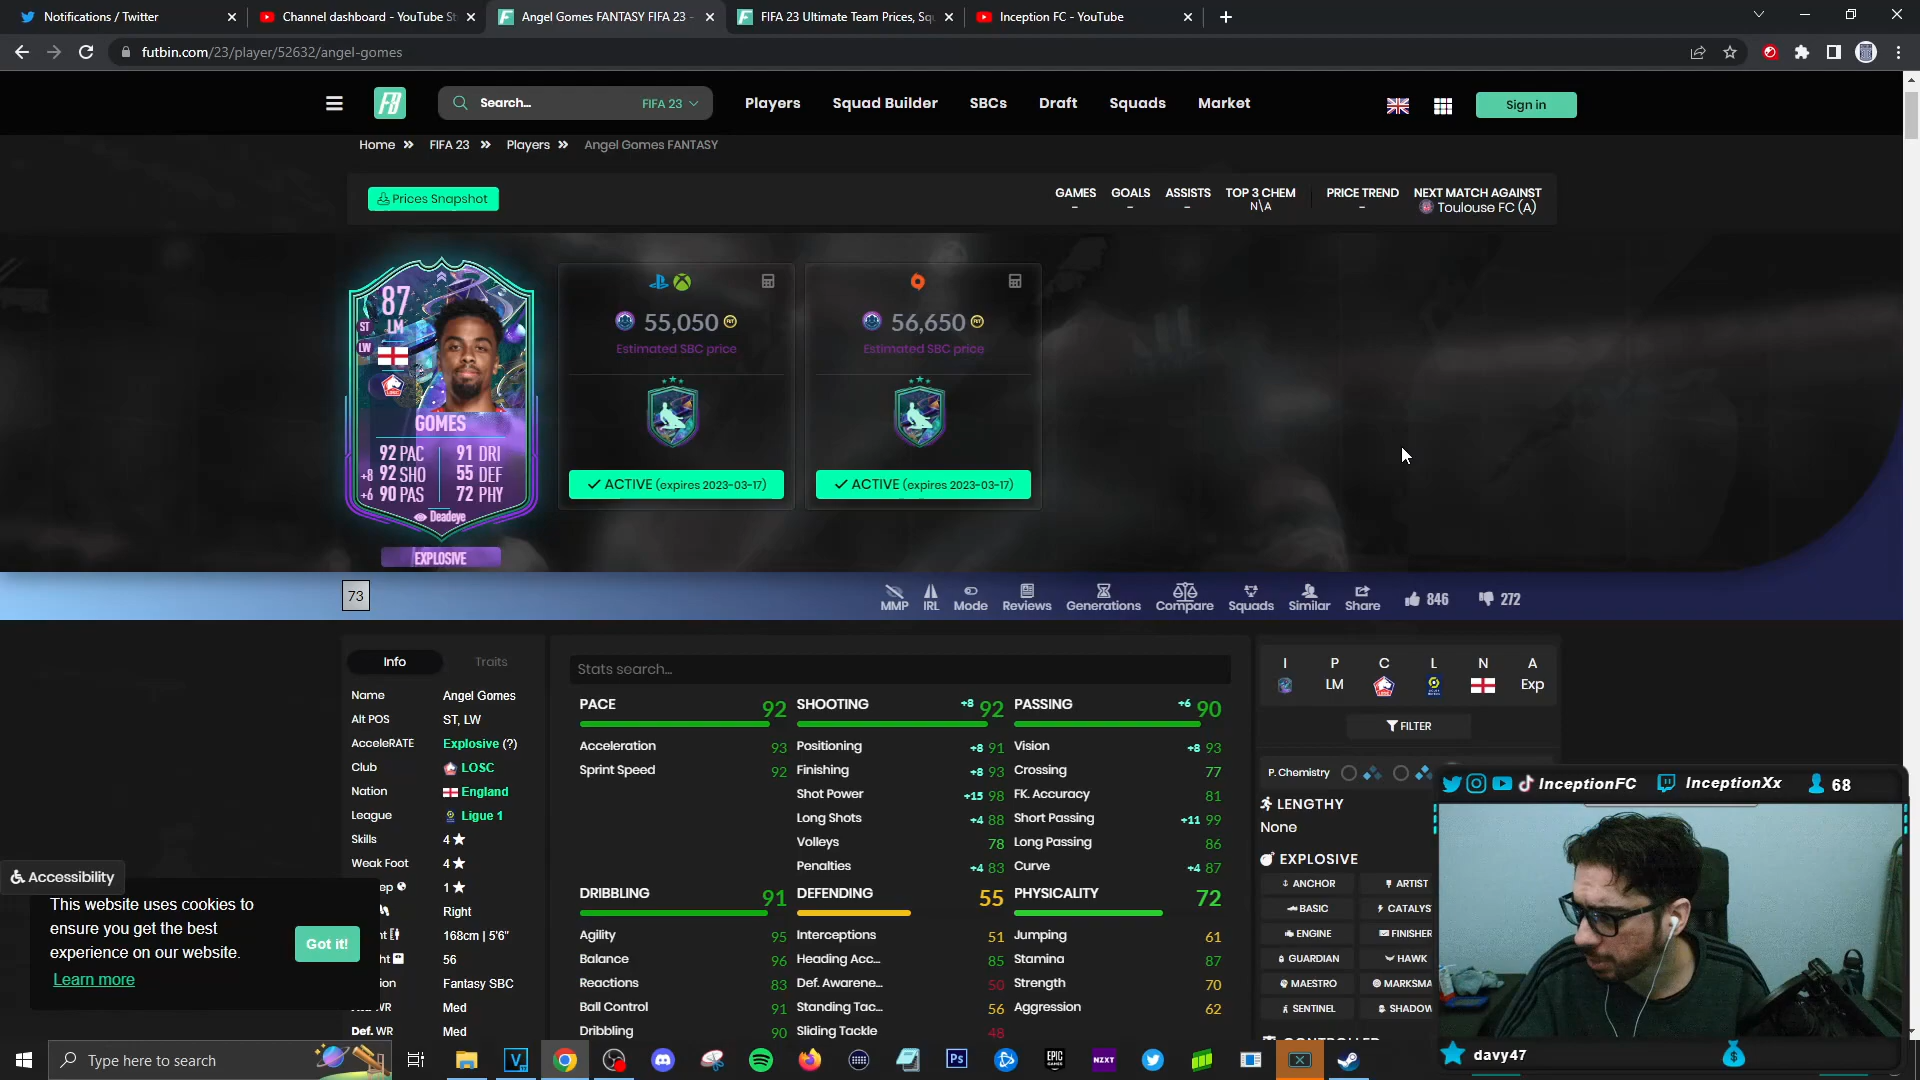 Notifications / Twitter
Channel dashboard - YouTube St
Angel Gomes FANTASY FIFA 23 -
FIFA 23 Ultimate Team Prices, Squ
Inception FC - YouTube
futbin.com/23/player/52632/angel-gomes
FB
Search...
FIFA 23
Players
Squad Builder
SBCs
Draft
Squads
Market
Sign in
Home » FIFA 23 » Players » Angel Gomes FANTASY
Prices Snapshot
GAMES
-
GOALS
-
ASSISTS
-
TOP 3 CHEM
N\A
PRICE TREND
-
NEXT MATCH AGAINST
Toulouse FC (A)
87
LM
ST
LW
GOMES
92 PAC 91 DRI
+8 92 SHO 55 DEF
+6 90 PAS 72 PHY
Deadeye
EXPLOSIVE
55,050
Estimated SBC price
ACTIVE (expires 2023-03-17)
56,650
Estimated SBC price
ACTIVE (expires 2023-03-17)
73
MMP
IRL
Mode
Reviews
Generations
Compare
Squads
Similar
Share
846
272
Info
Traits
Name Angel Gomes
Alt POS ST, LW
AcceleRATE Explosive (?)
Club LOSC
Nation England
League Ligue 1
Skills 4
Weak Foot 4
1
Right
168cm | 5'6"
56
Fantasy SBC
Med
Def. WR Med
Stats search...
PACE 92
Acceleration 93
Sprint Speed 92
SHOOTING +8 92
Positioning +8 91
Finishing +8 93
Shot Power +15 98
Long Shots +4 88
Volleys 78
Penalties +4 83
PASSING +6 90
Vision +8 93
Crossing 77
FK. Accuracy 81
Short Passing +11 99
Long Passing 86
Curve +4 87
DRIBBLING 91
Agility 95
Balance 96
Reactions 83
Ball Control 91
Dribbling 90
DEFENDING 55
Interceptions 51
Heading Acc... 85
Def. Awarene... 50
Standing Tac... 56
Sliding Tackle 48
PHYSICALITY 72
Jumping 61
Stamina 87
Strength 70
Aggression 62
I P C L N A
LM Exp
FILTER
P. Chemistry
LENGTHY
None
EXPLOSIVE
ANCHOR ARTIST
BASIC CATALYS
ENGINE FINISHER
GUARDIAN HAWK
MAESTRO MARKSMA
SENTINEL SHADOW
Accessibility
This website uses cookies to
ensure you get the best
experience on our website.
Learn more
Got it!
InceptionFC
InceptionXx
68
davy47
Type here to search
V
Ps
EPIC
GAMES
NZXT